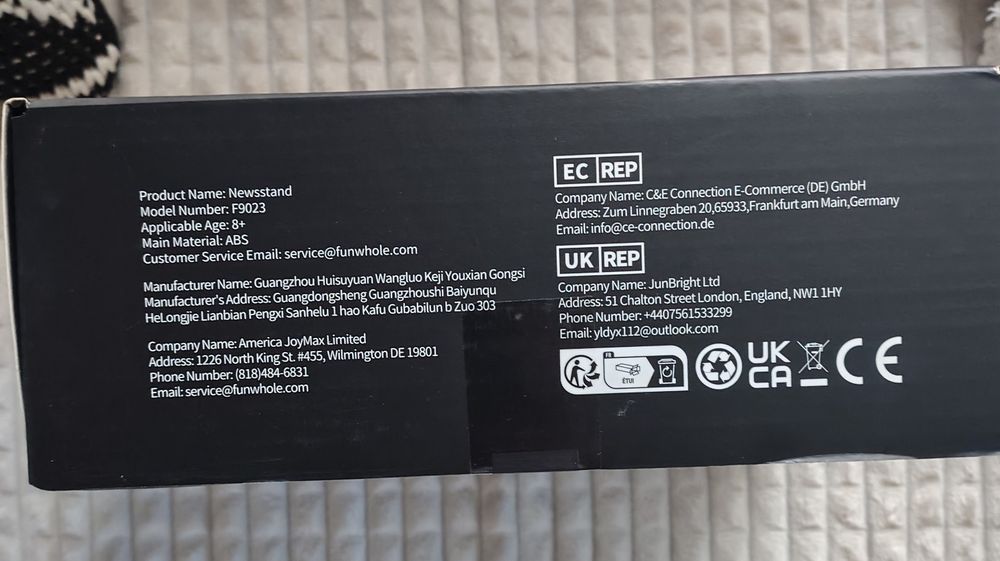 Product Name: Newsstand
Model Number: F9023
Applicable Age: 8+
Main Material: ABS
Customer Service Email: service@funwhole.com
Manufacturer Name: Guangzhou Huisuyuan Wangluo Keji Youxian Gongsi
Manufacturer's Address: Guangdongsheng Guangzhoushi Baiyunqu
HeLongjie Lianbian Pengxi Sanhelu 1 hao Kafu Gubabilun b Zuo 303
Company Name: America JoyMax Limited
Address: 1226 North King St. #455, Wilmington DE 19801
Phone Number: (818)484-6831
Email: service@funwhole.com
EC REP
Company Name: C&E Connection E-Commerce (DE) GmbH
Address: Zum Linnegraben 20,65933,Frankfurt am Main,Germany
Email: info@ce-connection.de
UK REP
Company Name: JunBright Ltd
Address: 51 Chalton Street London, England, NW1 1HY
Phone Number: +4407561533299
Email: yldyx112@outlook.com
FR
ÉTUI
UK
CA
CE